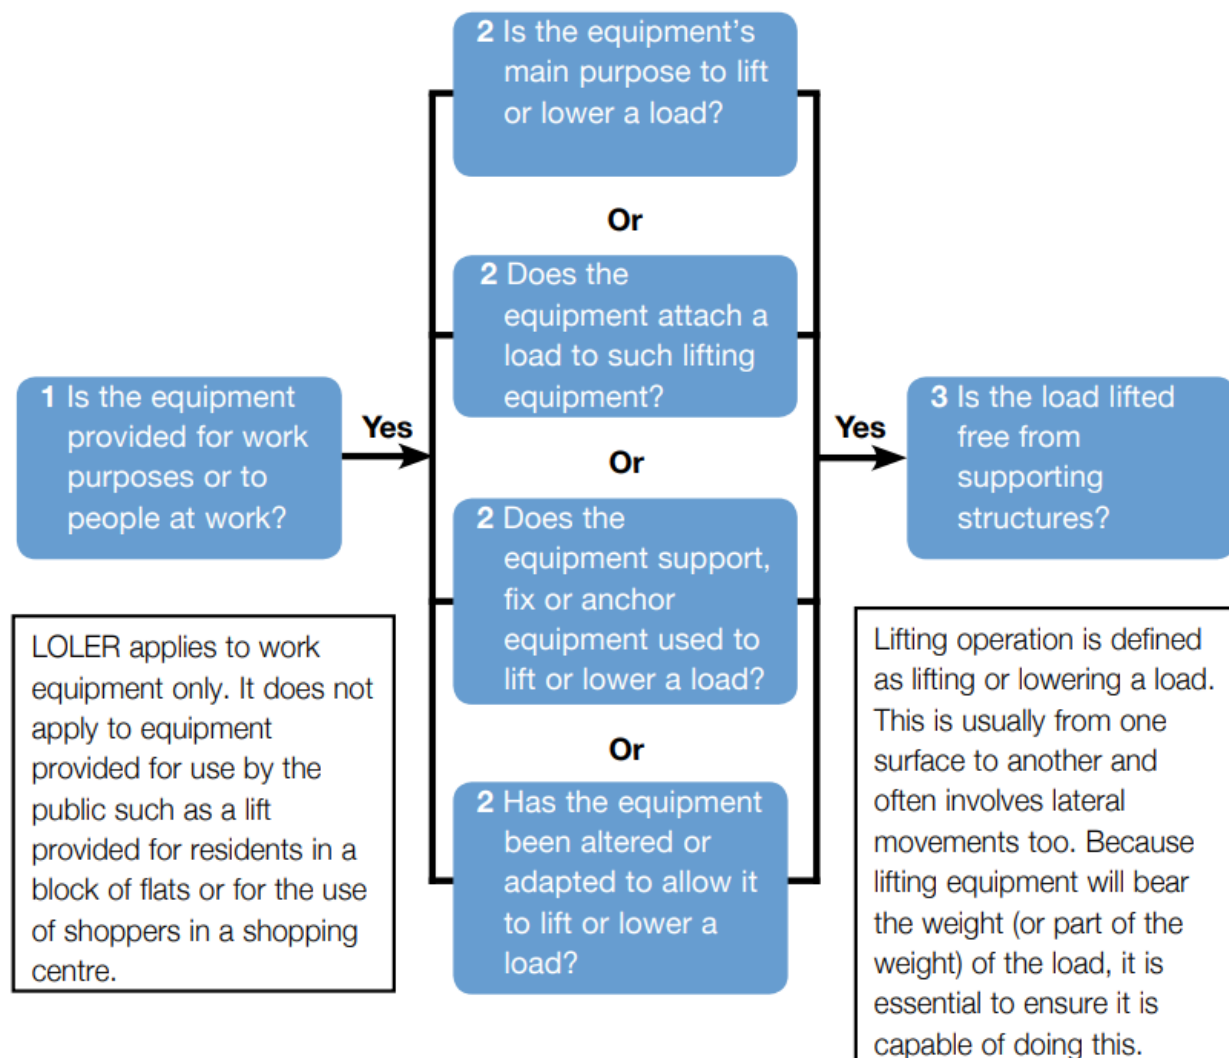 1 Is the equipment
provided for work
purposes or to
people at work?
Yes
2 Is the equipment’s
main purpose to lift
or lower a load?
Or
2 Does the
equipment attach a
load to such lifting
equipment?
Or
2 Does the
equipment support,
fix or anchor
equipment used to
lift or lower a load?
Or
2 Has the equipment
been altered or
adapted to allow it
to lift or lower a
load?
Yes
3 Is the load lifted
free from
supporting
structures?
LOLER applies to work
equipment only. It does not
apply to equipment
provided for use by the
public such as a lift
provided for residents in a
block of flats or for the use
of shoppers in a shopping
centre.
Lifting operation is defined
as lifting or lowering a load.
This is usually from one
surface to another and
often involves lateral
movements too. Because
lifting equipment will bear
the weight (or part of the
weight) of the load, it is
essential to ensure it is
capable of doing this.